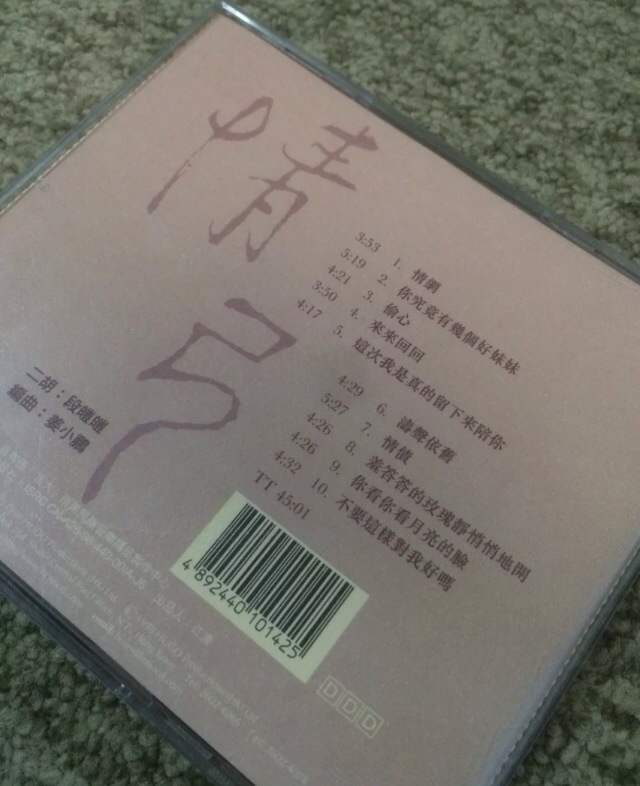 情弓
3:53 1. 情網
5:19 2. 你究竟有幾個好妹妹
4:21 3. 偷心
3:50 4. 來來回回
4:17 5. 這次我是真的留下來陪你
4:29 6. 濤聲依舊
5:27 7. 情債
4:26 8. 羞答答的玫瑰靜悄悄地開
4:26 9. 你看你看月亮的臉
4:32 10. 不要這樣對我好嗎
TT 45:01
二胡：段皚皚
編曲：姜小鵬
4 892440 101425
DDD